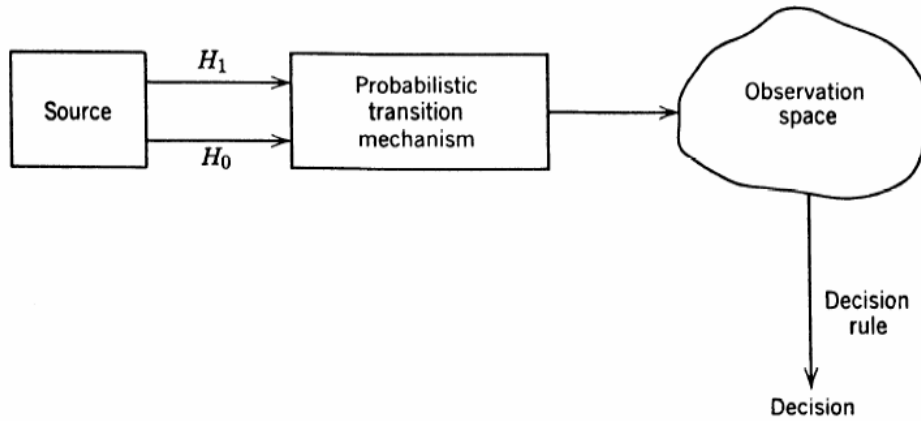 Source
H₁
H₀
Probabilistic
transition
mechanism
Observation
space
Decision
rule
Decision